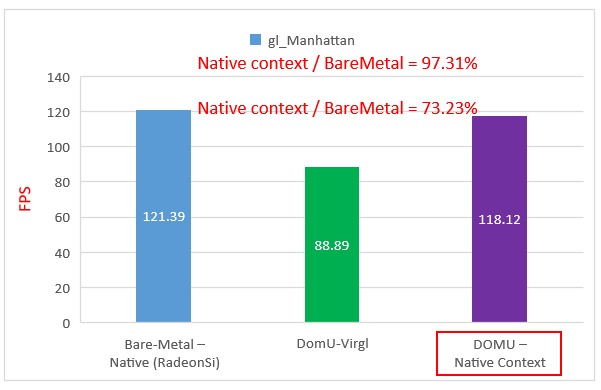 gl_Manhattan
Native context / BareMetal = 97.31%
Native context / BareMetal = 73.23%
FPS
140
120
100
80
60
40
20
0
121.39
88.89
118.12
Bare-Metal –
Native (RadeonSi)
DomU-Virgl
DOMU –
Native Context